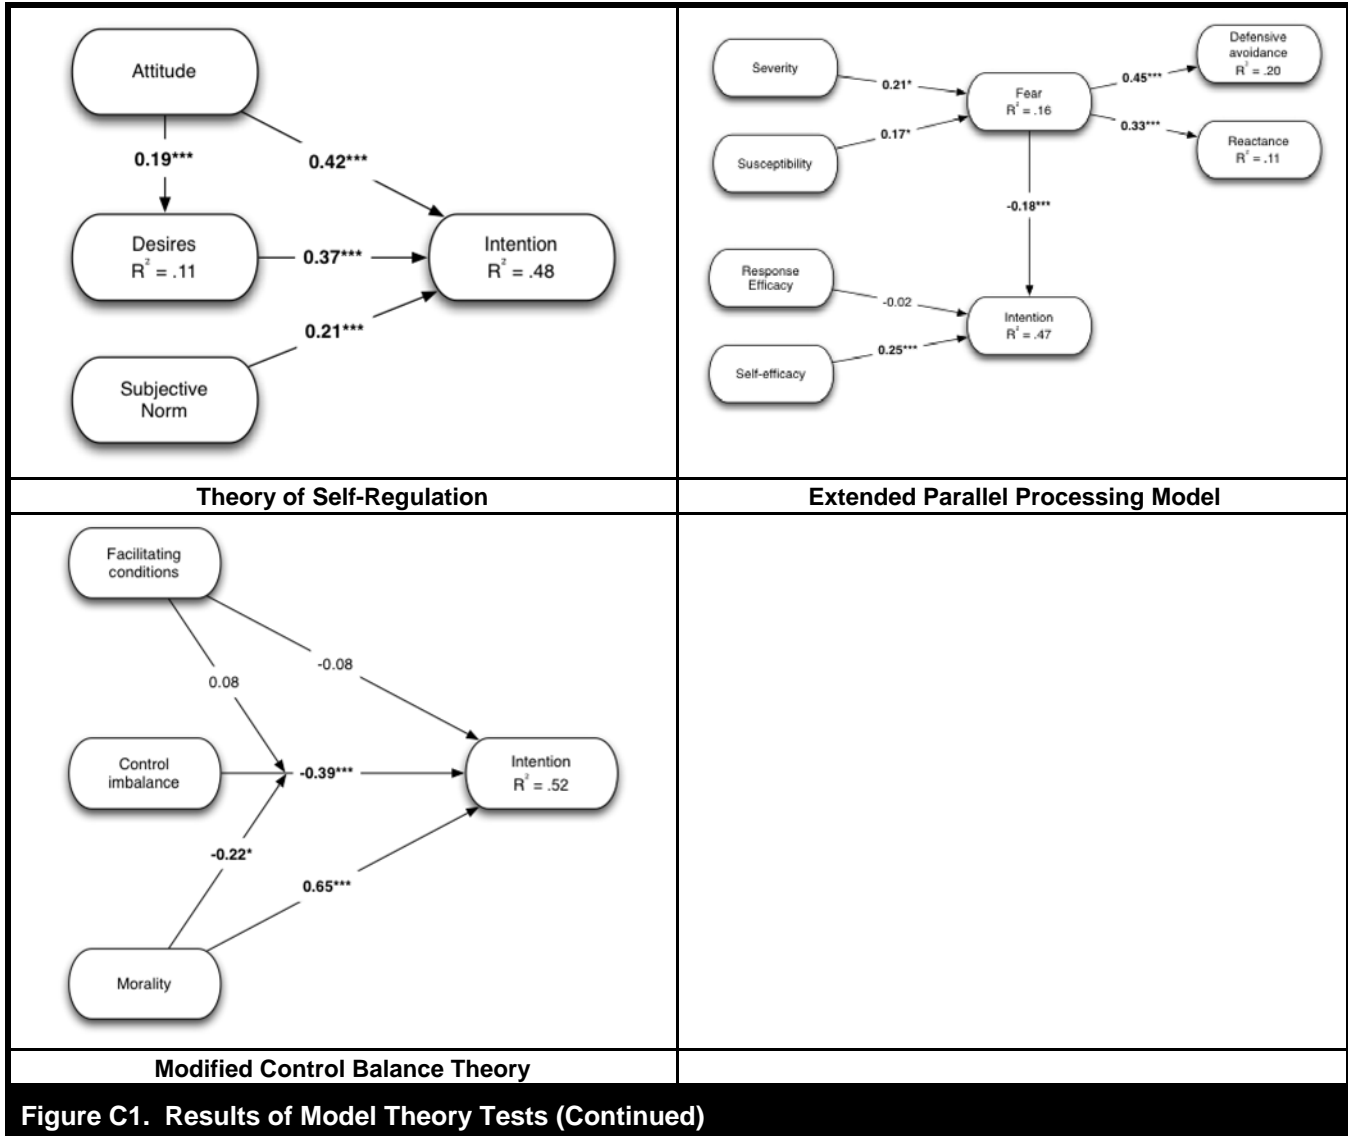 Attitude
0.19***
0.42***
Desires
R² = .11
0.37***
Intention
R² = .48
0.21***
Subjective
Norm
Severity
0.21*
Susceptibility
0.17*
Fear
R² = .16
0.45***
Defensive
avoidance
R² = .20
0.33***
Reactance
R² = .11
-0.18***
Response
Efficacy
-0.02
Self-efficacy
0.25***
Intention
R² = .47
Theory of Self-Regulation
Extended Parallel Processing Model
Facilitating
conditions
-0.08
0.08
Control
imbalance
-0.39***
Intention
R² = .52
-0.22*
0.65***
Morality
Modified Control Balance Theory
Figure C1. Results of Model Theory Tests (Continued)